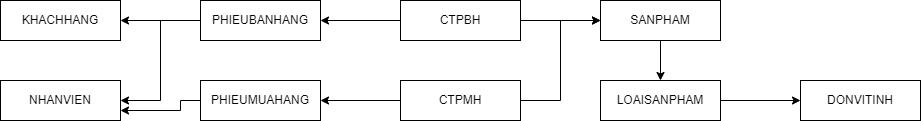 KHACHHANG
PHIEUBANHANG
CTPBH
SANPHAM
NHANVIEN
PHIEUMUAHANG
CTPMH
LOAISANPHAM
DONVITINH